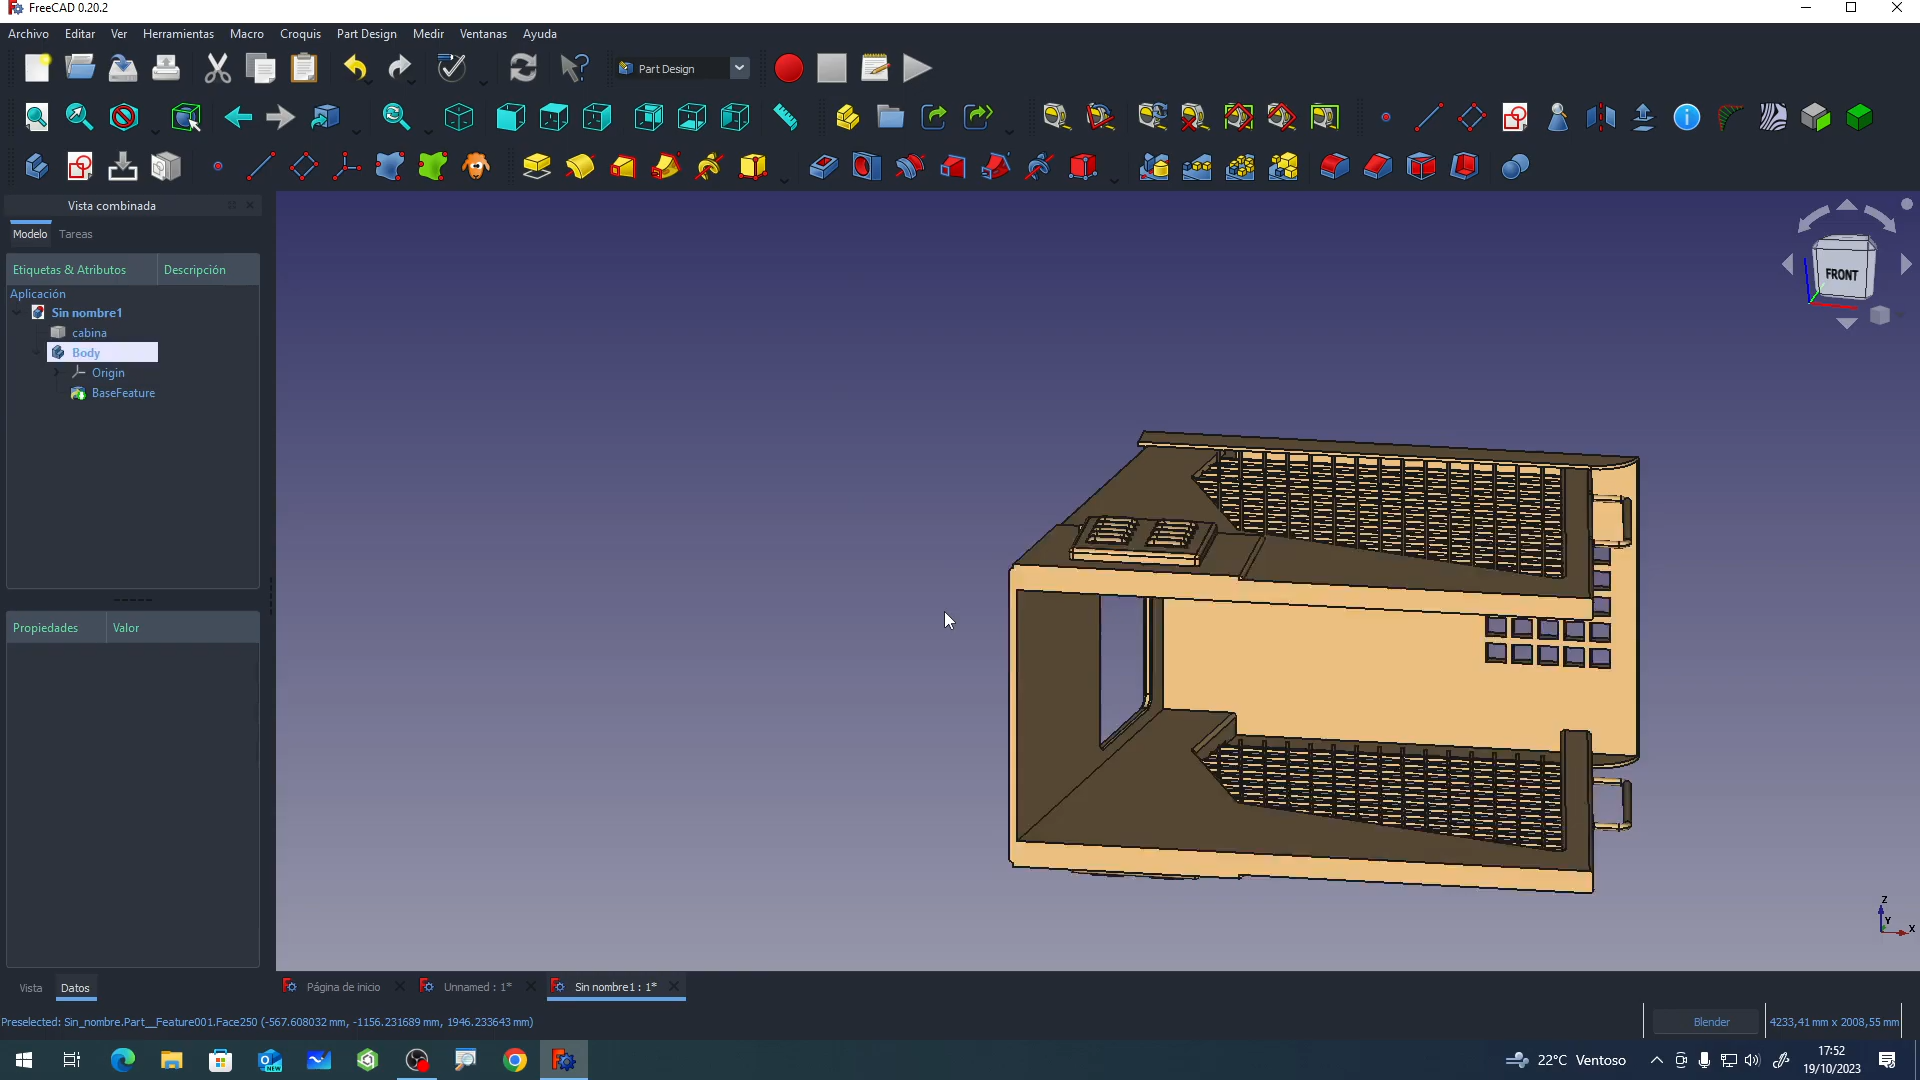 FreeCAD 0.20.2
Archivo Editar Ver Herramientas Macro Croquis Part Design Medir Ventanas Ayuda
Part Design
Vista combinada
Modelo Tareas
Etiquetas & Atributos Descripción
Aplicación
Sin nombre1
cabina
Body
Origin
BaseFeature
FRONT
Propiedades Valor
Z
Y
X
Vista Datos
Página de inicio Unnamed : 1* Sin nombre1 : 1*
Preselected: Sin_nombre.Part__Feature001.Face250 (-567.608032 mm, -1156.231689 mm, 1946.233643 mm)
Blender
4233,41 mm x 2008,55 mm
NEW
22°C Ventoso
17:52
19/10/2023